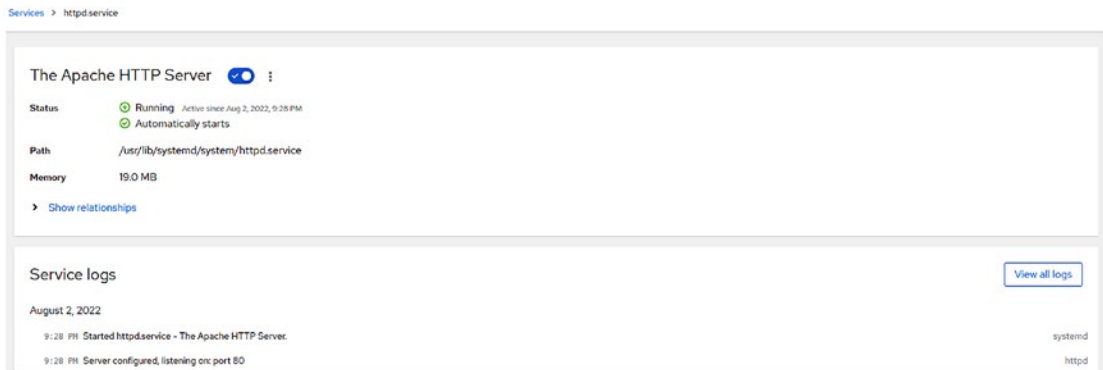 Services > httpd.service
The Apache HTTP Server
Status Running Active since Aug 2, 2022, 9:28 PM
Automatically starts
Path /usr/lib/systemd/system/httpd.service
Memory 19.0 MB
> Show relationships
Service logs View all logs
August 2, 2022
9:28 PM Started httpd.service - The Apache HTTP Server. systemd
9:28 PM Server configured, listening on: port 80 httpd